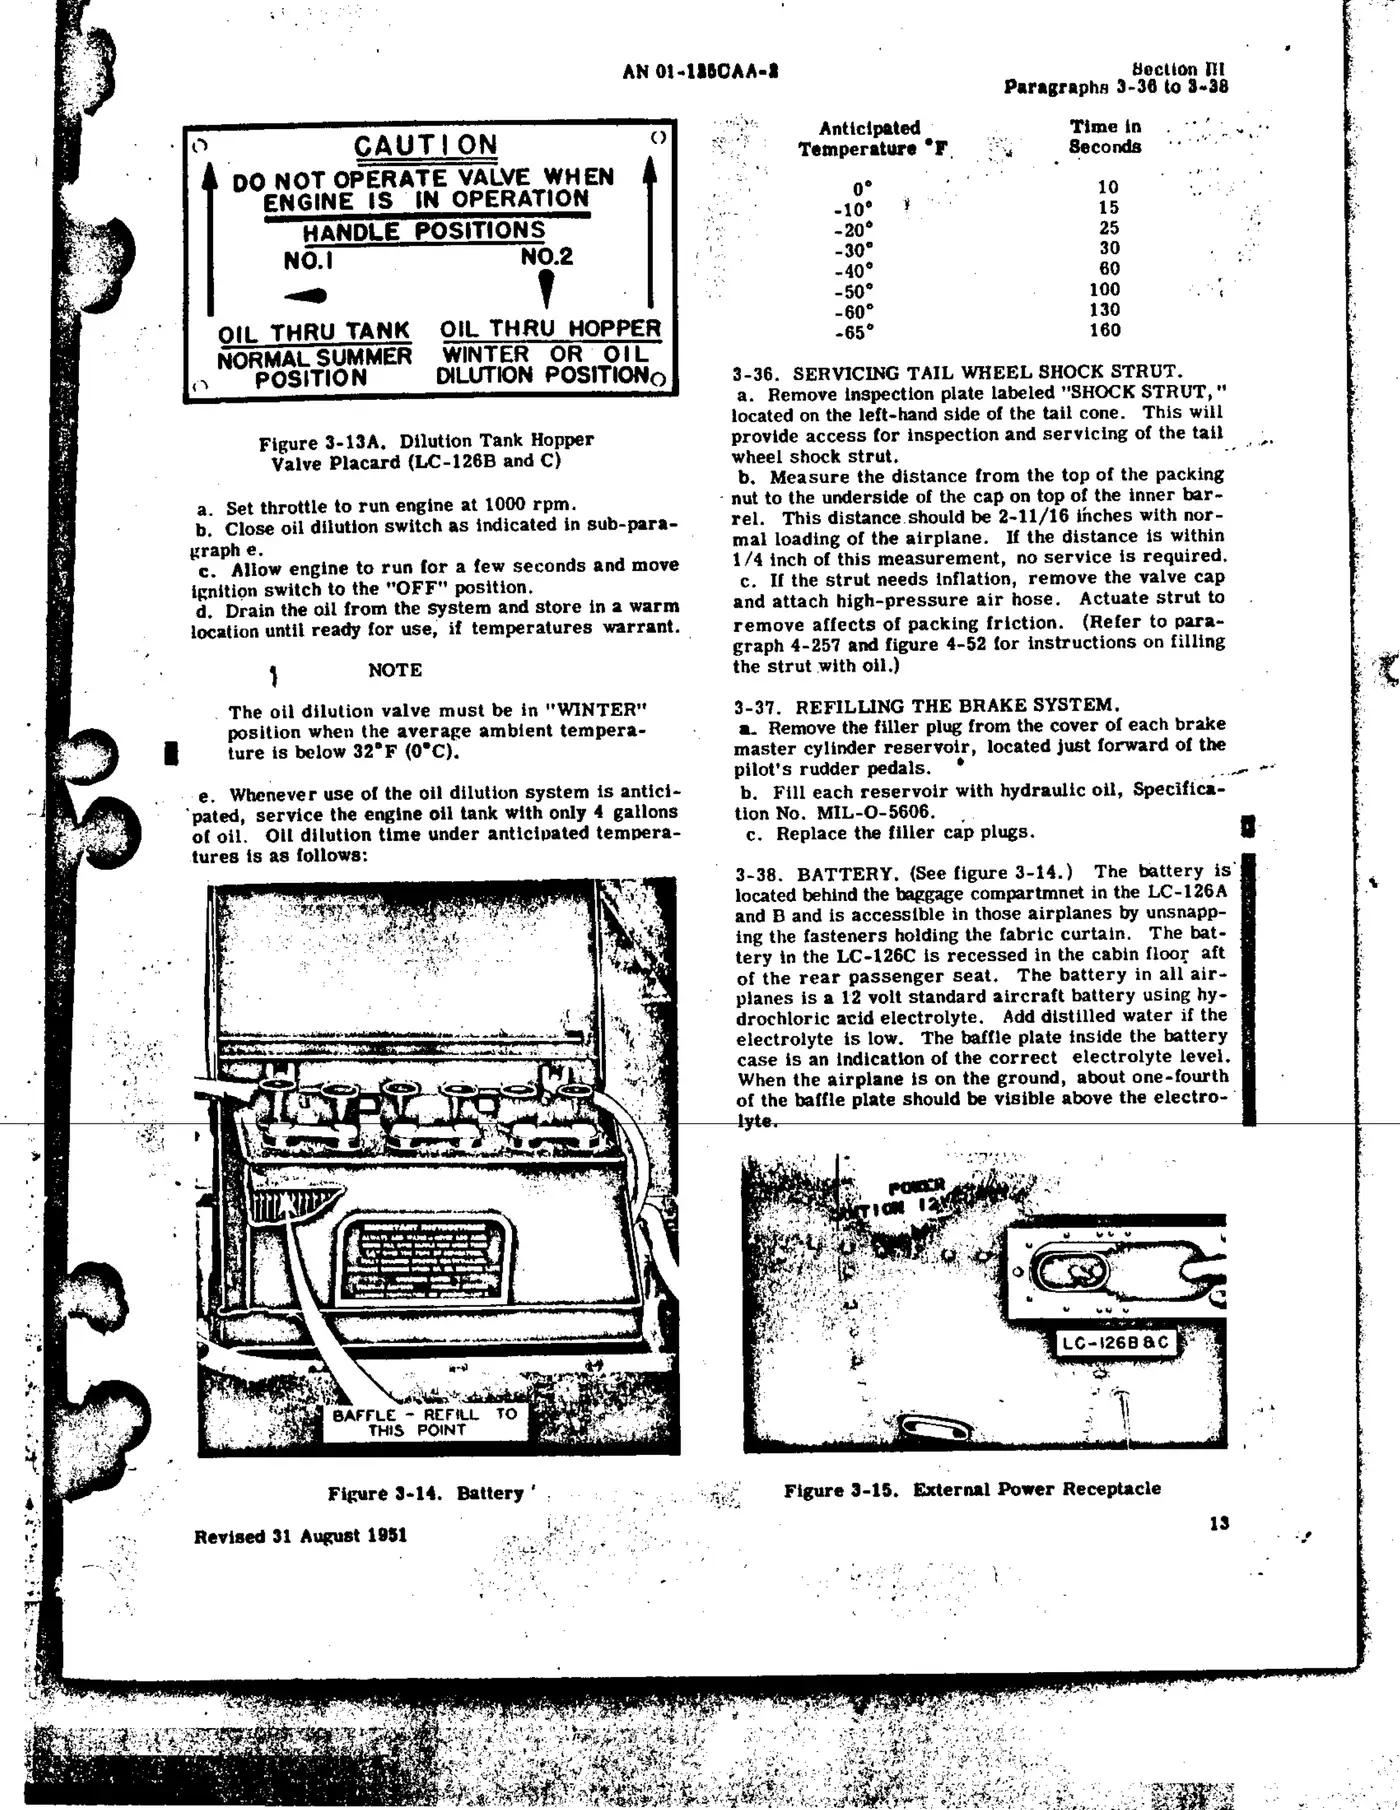 AN 01-125CAA-2
Section III
Paragraphs 3-36 to 3-38
CAUTION
DO NOT OPERATE VALVE WHEN
ENGINE IS IN OPERATION
HANDLE POSITIONS
NO.1 NO.2
OIL THRU TANK OIL THRU HOPPER
NORMAL SUMMER WINTER OR OIL
POSITION DILUTION POSITION
Figure 3-13A. Dilution Tank Hopper
Valve Placard (LC-126B and C)
a. Set throttle to run engine at 1000 rpm.
b. Close oil dilution switch as indicated in sub-para-
graph e.
c. Allow engine to run for a few seconds and move
ignition switch to the "OFF" position.
d. Drain the oil from the system and store in a warm
location until ready for use, if temperatures warrant.
NOTE
The oil dilution valve must be in "WINTER"
position when the average ambient tempera-
ture is below 32°F (0°C).
e. Whenever use of the oil dilution system is antici-
pated, service the engine oil tank with only 4 gallons
of oil. Oil dilution time under anticipated tempera-
tures is as follows:
BAFFLE - REFILL TO
THIS POINT
Figure 3-14. Battery
Revised 31 August 1951
Anticipated Time in
Temperature °F Seconds
0° 10
-10° 15
-20° 25
-30° 30
-40° 60
-50° 100
-60° 130
-65° 160
3-36. SERVICING TAIL WHEEL SHOCK STRUT.
a. Remove inspection plate labeled "SHOCK STRUT,"
located on the left-hand side of the tail cone. This will
provide access for inspection and servicing of the tail
wheel shock strut.
b. Measure the distance from the top of the packing
nut to the underside of the cap on top of the inner bar-
rel. This distance should be 2-11/16 inches with nor-
mal loading of the airplane. If the distance is within
1/4 inch of this measurement, no service is required.
c. If the strut needs inflation, remove the valve cap
and attach high-pressure air hose. Actuate strut to
remove affects of packing friction. (Refer to para-
graph 4-257 and figure 4-52 for instructions on filling
the strut with oil.)
3-37. REFILLING THE BRAKE SYSTEM.
a. Remove the filler plug from the cover of each brake
master cylinder reservoir, located just forward of the
pilot's rudder pedals.
b. Fill each reservoir with hydraulic oil, Specifica-
tion No. MIL-O-5606.
c. Replace the filler cap plugs.
3-38. BATTERY. (See figure 3-14.) The battery is
located behind the baggage compartmnet in the LC-126A
and B and is accessible in those airplanes by unsnapp-
ing the fasteners holding the fabric curtain. The bat-
tery in the LC-126C is recessed in the cabin floor aft
of the rear passenger seat. The battery in all air-
planes is a 12 volt standard aircraft battery using hy-
drochloric acid electrolyte. Add distilled water if the
electrolyte is low. The baffle plate inside the battery
case is an indication of the correct electrolyte level.
When the airplane is on the ground, about one-fourth
of the baffle plate should be visible above the electro-
lyte.
POWER
12V
LC-126B & C
Figure 3-15. External Power Receptacle
13